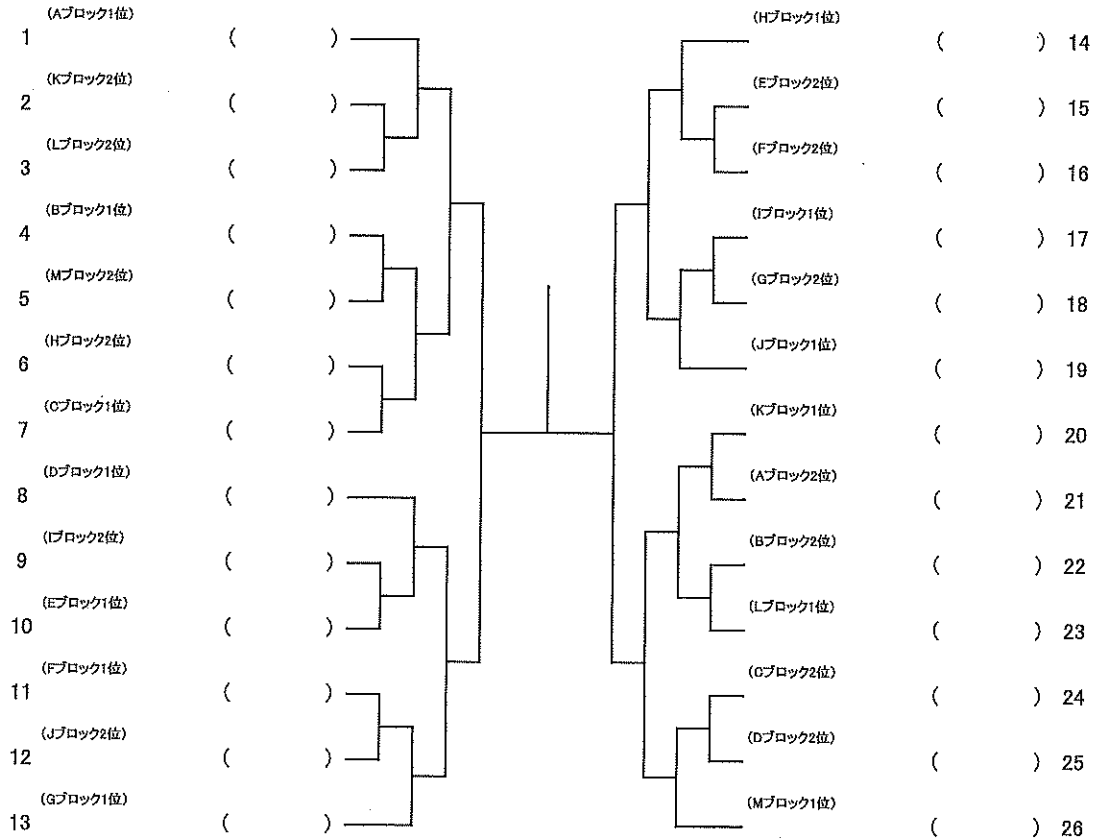 (Aブロック1位)
1 ( )
(Kブロック2位)
2 ( )
(Lブロック2位)
3 ( )
(Bブロック1位)
4 ( )
(Mブロック2位)
5 ( )
(Hブロック2位)
6 ( )
(Cブロック1位)
7 ( )
(Dブロック1位)
8 ( )
(Iブロック2位)
9 ( )
(Eブロック1位)
10 ( )
(Fブロック1位)
11 ( )
(Jブロック2位)
12 ( )
(Gブロック1位)
13 ( )
(Hブロック1位)
( ) 14
(Eブロック2位)
( ) 15
(Fブロック2位)
( ) 16
(Iブロック1位)
( ) 17
(Gブロック2位)
( ) 18
(Jブロック1位)
( ) 19
(Kブロック1位)
( ) 20
(Aブロック2位)
( ) 21
(Bブロック2位)
( ) 22
(Lブロック1位)
( ) 23
(Cブロック2位)
( ) 24
(Dブロック2位)
( ) 25
(Mブロック1位)
( ) 26